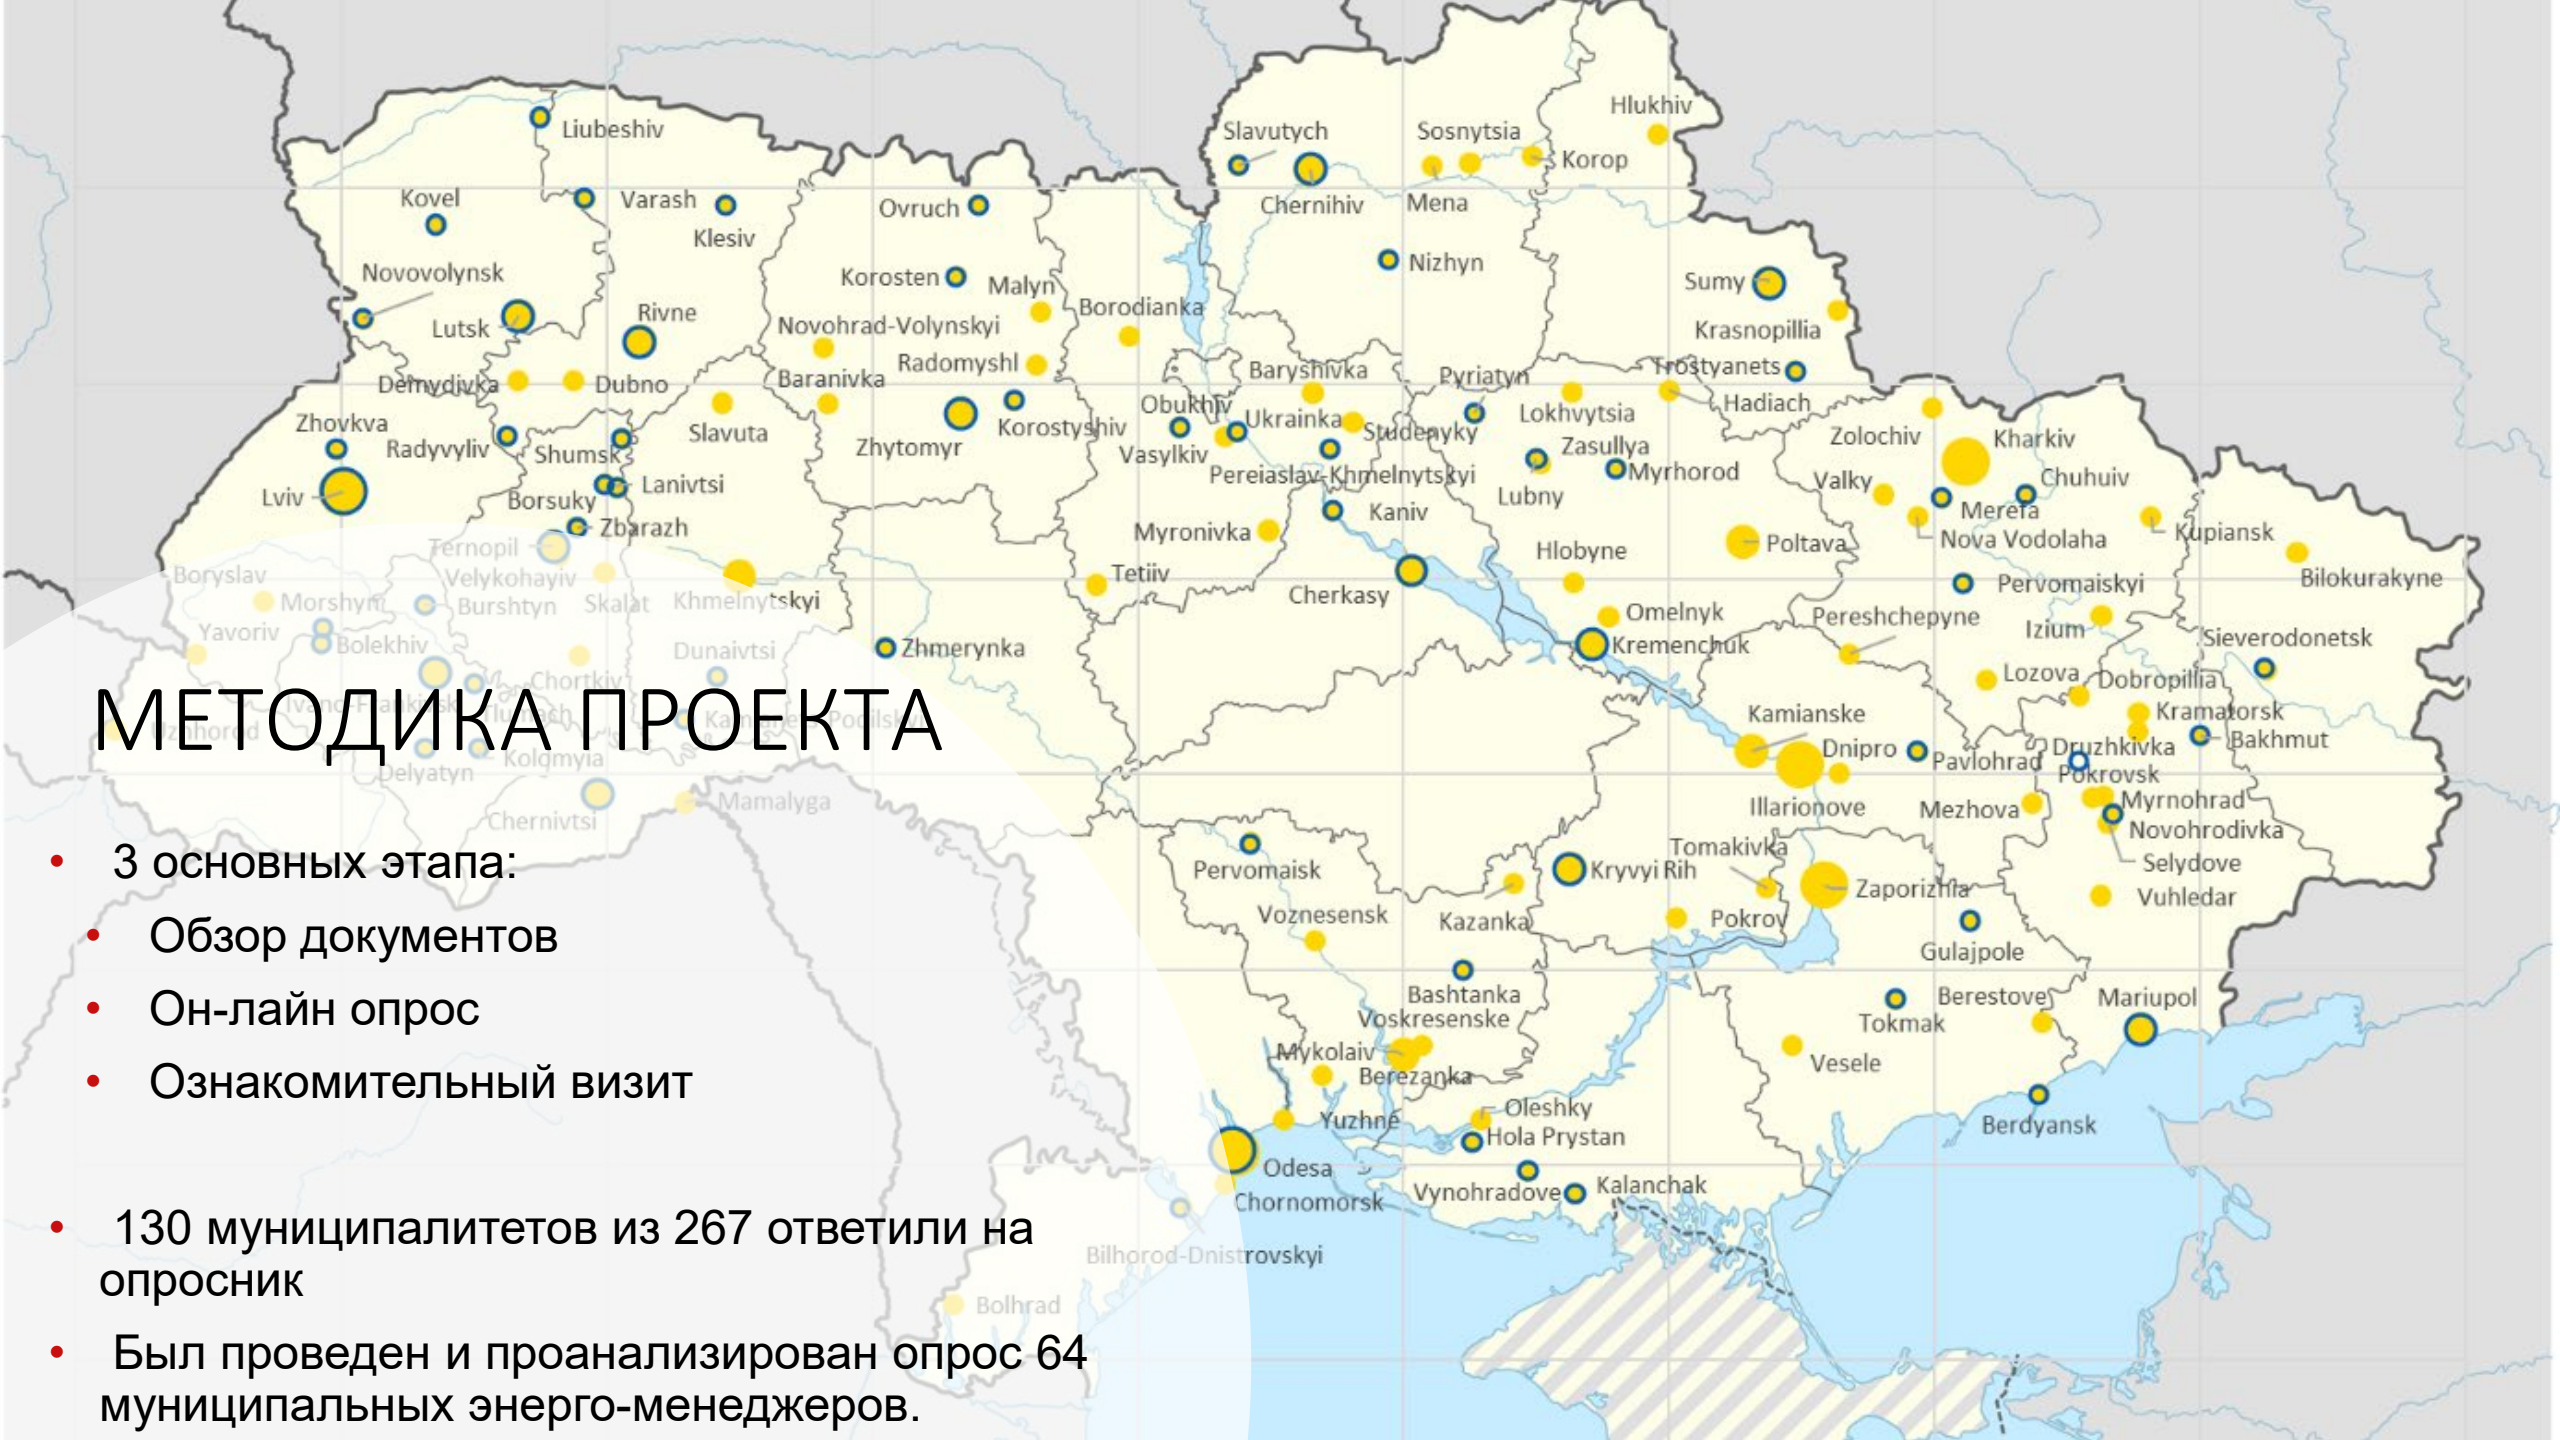 Hlukhiv
Liubeshiv
Slavutych
Sosnytsia
Korop
Kovel
Varash
Ovruch
Chernihiv
Mena
Klesiv
Nizhyn
Novovolynsk
Korosten
Malyn
Sumy
Borodianka
Rivne
Lutsk
Novohrad-Volynskyi
Krasnopillia
Radomyshl
Trostyanets
Demydivka
Dubno
Baranivka
Baryshivka
Pyriatyn
Hadiach
Obukhiv
Lokhvytsia
Zhovkva
Slavuta
Korostyshiv
Ukrainka
Studenyky
Zolochiv
Kharkiv
Radyvyliv
Shumsk
Zhytomyr
Vasylkiv
Zasullya
Pereiaslav-Khmelnytskyi
Myrhorod
Valky
Chuhuiv
Lviv
Borsuky
Lanivtsi
Lubny
Merefa
Kaniv
Zbarazh
Myronivka
Kupiansk
Ternopil
Hlobyne
Poltava
Nova Vodolaha
Boryslav
Velykohayiv
Tetiiv
Bilokurakyne
Pervomaiskyi
Morshyn
Burshtyn
Skalat
Khmelnytskyi
Cherkasy
Omelnyk
Pereshchepyne
Yavoriv
Izium
Bolekhiv
Dunaivtsi
Zhmerynka
Kremenchuk
Sieverodonetsk
Chortkiv
Lozova
Dobropillia
Ivano-Frankivsk
Tlumach
Kamianets-Podilskyi
Kamianske
Kramatorsk
МЕТОДИКА ПРОЕКТА
Uzhhorod
Dnipro
Druzhkivka
Bakhmut
Kolomyia
Pavlohrad
Delyatyn
Pokrovsk
Mamalyga
Illarionove
Mezhova
Myrnohrad
Chernivtsi
Novohrodivka
Tomakivka
• 3 основных этапа:
Pervomaisk
Kryvyi Rih
Selydove
Zaporizhia
Vuhledar
Voznesensk
Kazanka
Pokrov
• Обзор документов
Gulajpole
Bashtanka
Berestove
Mariupol
• Он-лайн опрос
Voskresenske
Tokmak
Mykolaiv
Vesele
Berezanka
• Ознакомительный визит
Oleshky
Yuzhne
Berdyansk
Hola Prystan
Odesa
Vynohradove
Kalanchak
Chornomorsk
• 130 муниципалитетов из 267 ответили на
опросник
Bilhorod-Dnistrovskyi
Bolhrad
• Был проведен и проанализирован опрос 64
муниципальных энерго-менеджеров.